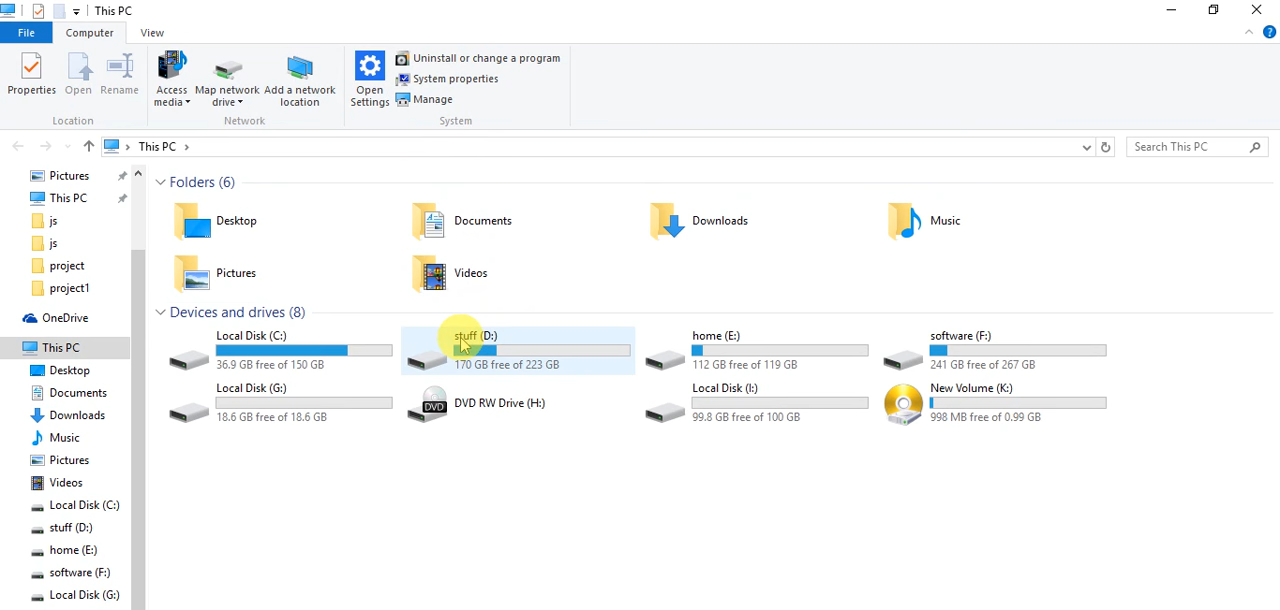 This PC
File Computer View
Properties Open Rename Access media Map network drive Add a network location Open Settings Uninstall or change a program
System properties
Manage
Location Network System
This PC Search This PC
Pictures
This PC
js
js
project
project1
OneDrive
This PC
Desktop
Documents
Downloads
Music
Pictures
Videos
Local Disk (C:)
stuff (D:)
home (E:)
software (F:)
Local Disk (G:)
Folders (6)
Desktop Documents Downloads Music
Pictures Videos
Devices and drives (8)
Local Disk (C:) stuff (D:) home (E:) software (F:)
36.9 GB free of 150 GB 170 GB free of 223 GB 112 GB free of 119 GB 241 GB free of 267 GB
Local Disk (G:) DVD RW Drive (H:) Local Disk (I:) New Volume (K:)
DVD
18.6 GB free of 18.6 GB 99.8 GB free of 100 GB 998 MB free of 0.99 GB